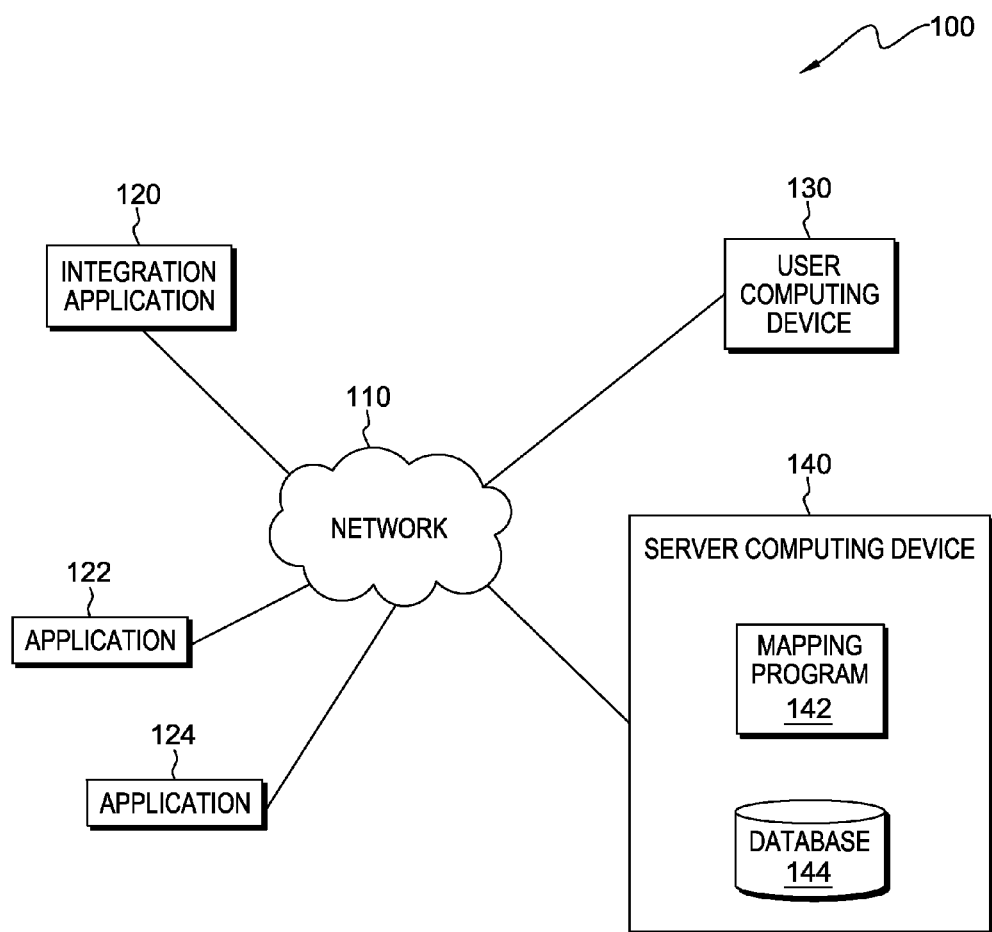 100
120
INTEGRATION
APPLICATION
130
USER
COMPUTING
DEVICE
110
NETWORK
140
SERVER COMPUTING DEVICE
122
APPLICATION
MAPPING
PROGRAM
142
124
APPLICATION
DATABASE
144